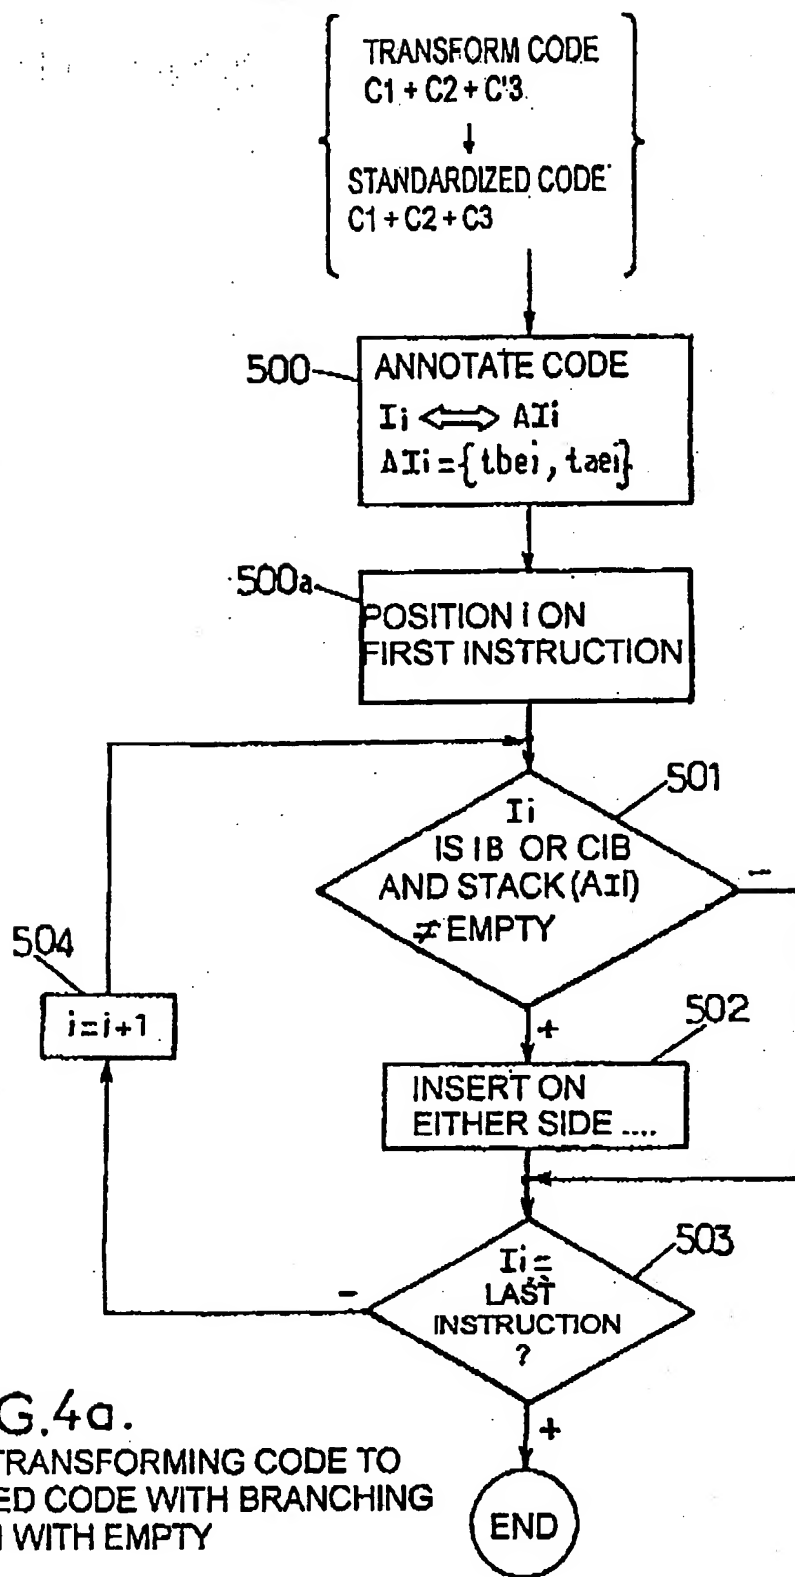 TRANSFORM CODE
C1 + C2 + C'3
STANDARDIZED CODE
C1 + C2 + C3
500
ANNOTATE CODE
Ii ⟺ AIi
AIi = {tbei, taei}
500a
POSITION i ON
FIRST INSTRUCTION
501
Ii
IS IB OR CIB
AND STACK (AIi)
≠ EMPTY
-
504
i=i+1
+
502
INSERT ON
EITHER SIDE ....
503
Ii =
LAST
INSTRUCTION
?
-
+
G.4a.
TRANSFORMING CODE TO
ED CODE WITH BRANCHING
WITH EMPTY
END